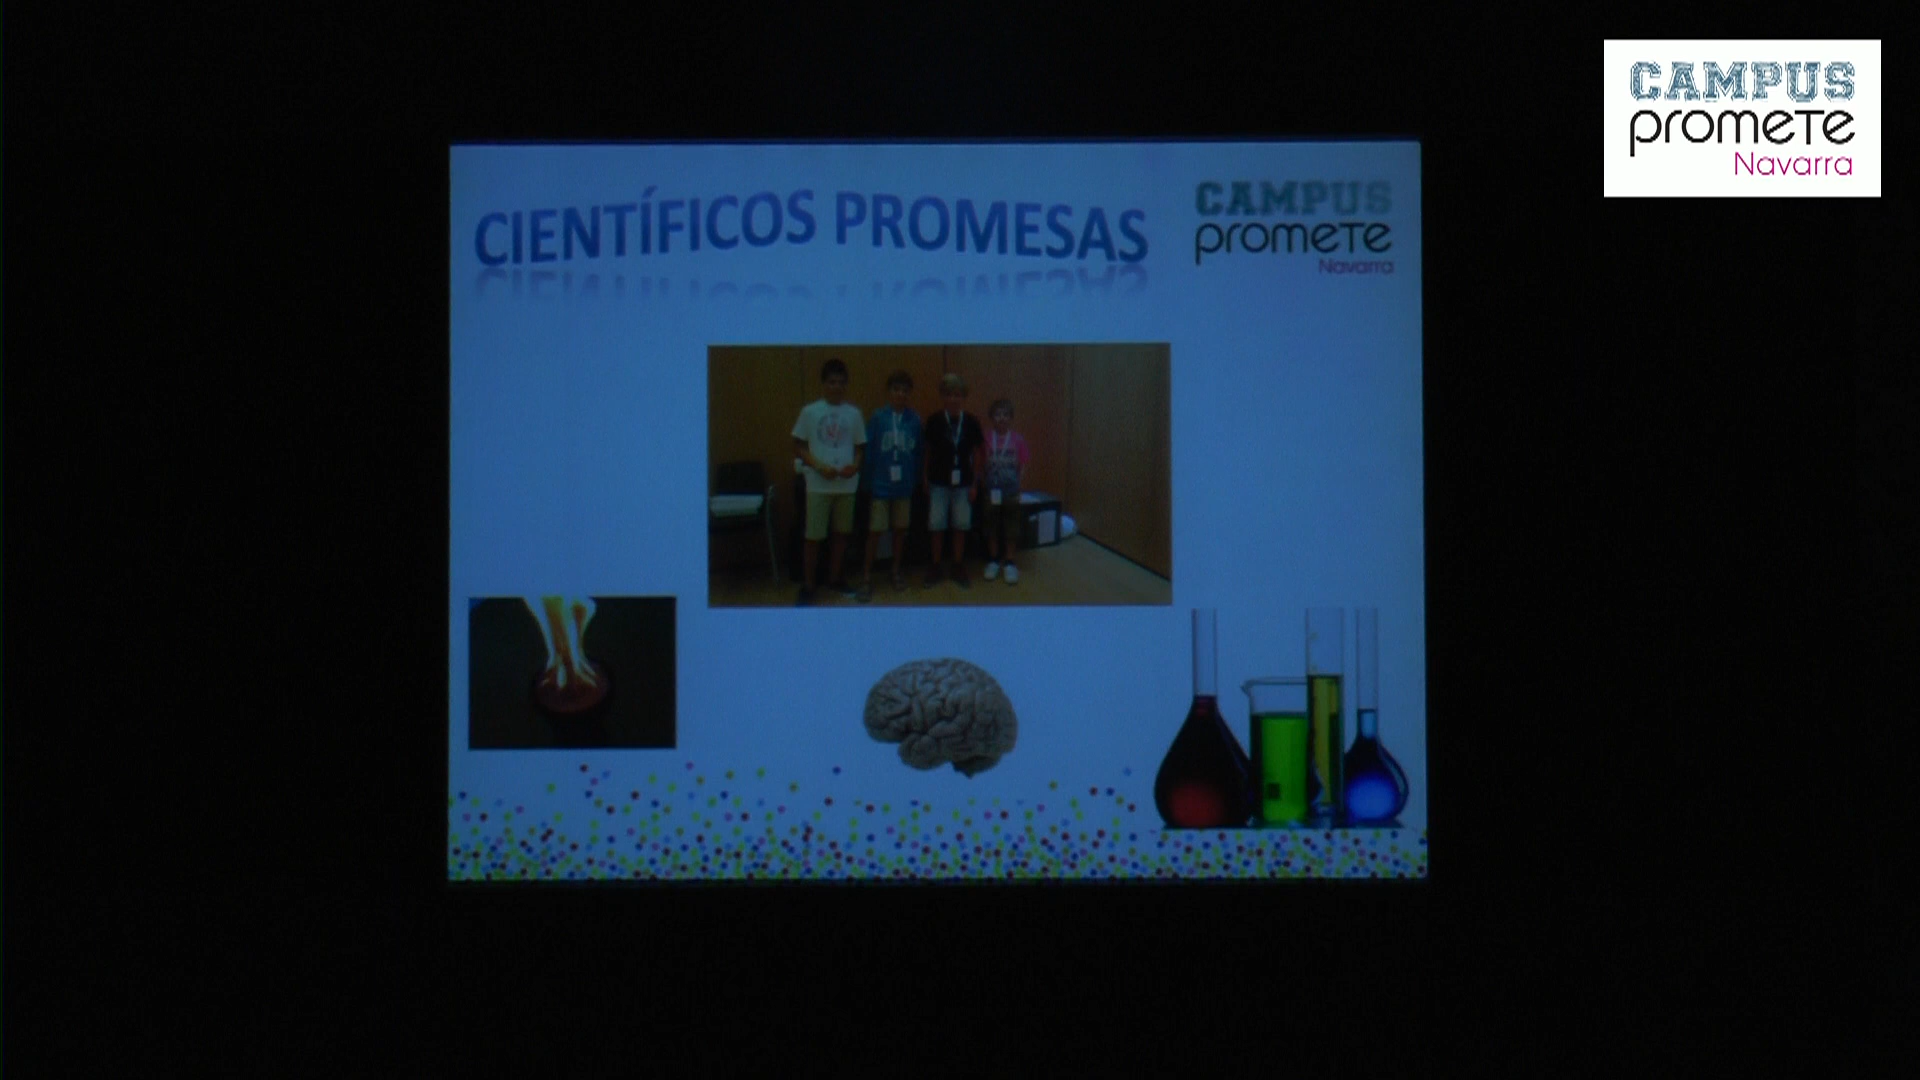 CAMPUS
promeTe
Navarra
CIENTÍFICOS PROMESAS
CAMPUS
promeTe
Navarra